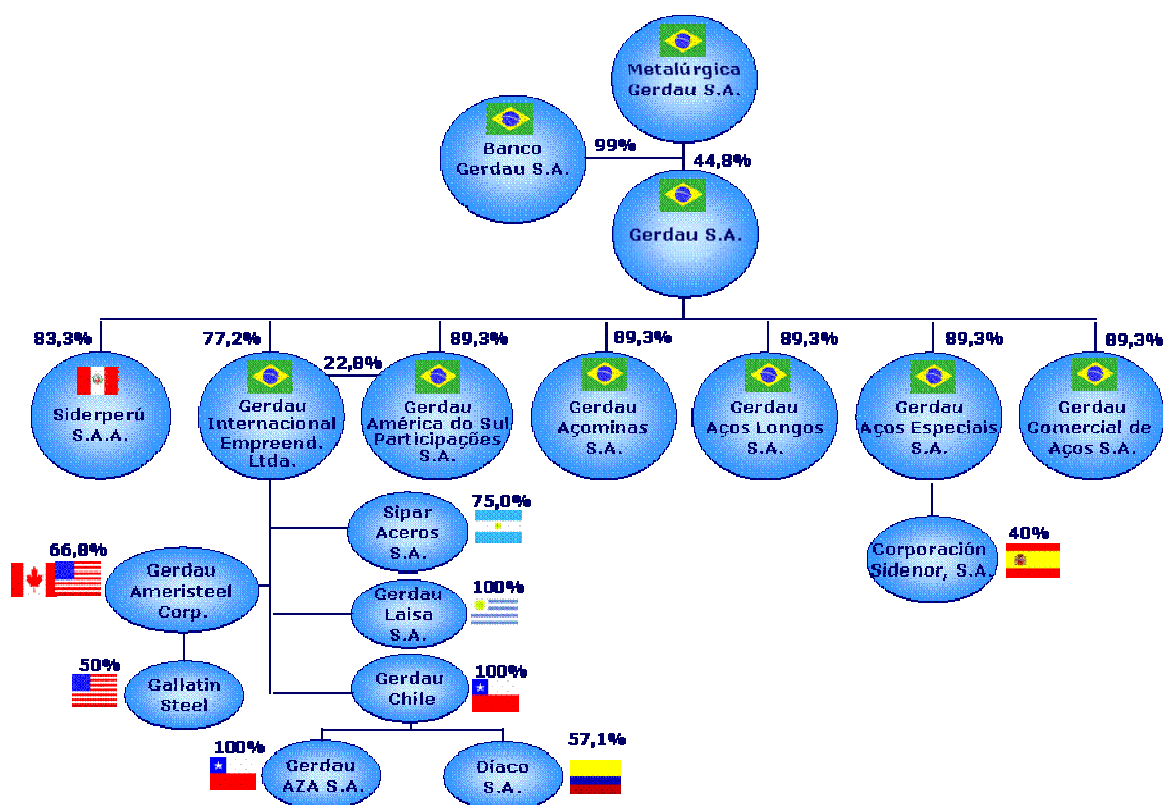 Metalúrgica
Gerdau S.A.
Banco
Gerdau S.A.
99%
44,8%
Gerdau S.A.
83,3%
77,2%
22,8%
89,3%
89,3%
89,3%
89,3%
89,3%
Siderperú
S.A.A.
Gerdau
Internacional
Empreend.
Ltda.
Gerdau
América do Sul
Participações
S.A.
Gerdau
Açominas
S.A.
Gerdau
Aços Longos
S.A.
Gerdau
Aços Especiais
S.A.
Gerdau
Comercial de
Aços S.A.
Sipar
Aceros
S.A.
75,0%
Corporación
Sidenor, S.A.
40%
66,8%
Gerdau
Ameristeel
Corp.
Gerdau
Laisa
S.A.
100%
50%
Gallatin
Steel
Gerdau
Chile
100%
100%
Gerdau
AZA S.A.
Diaco
S.A.
57,1%